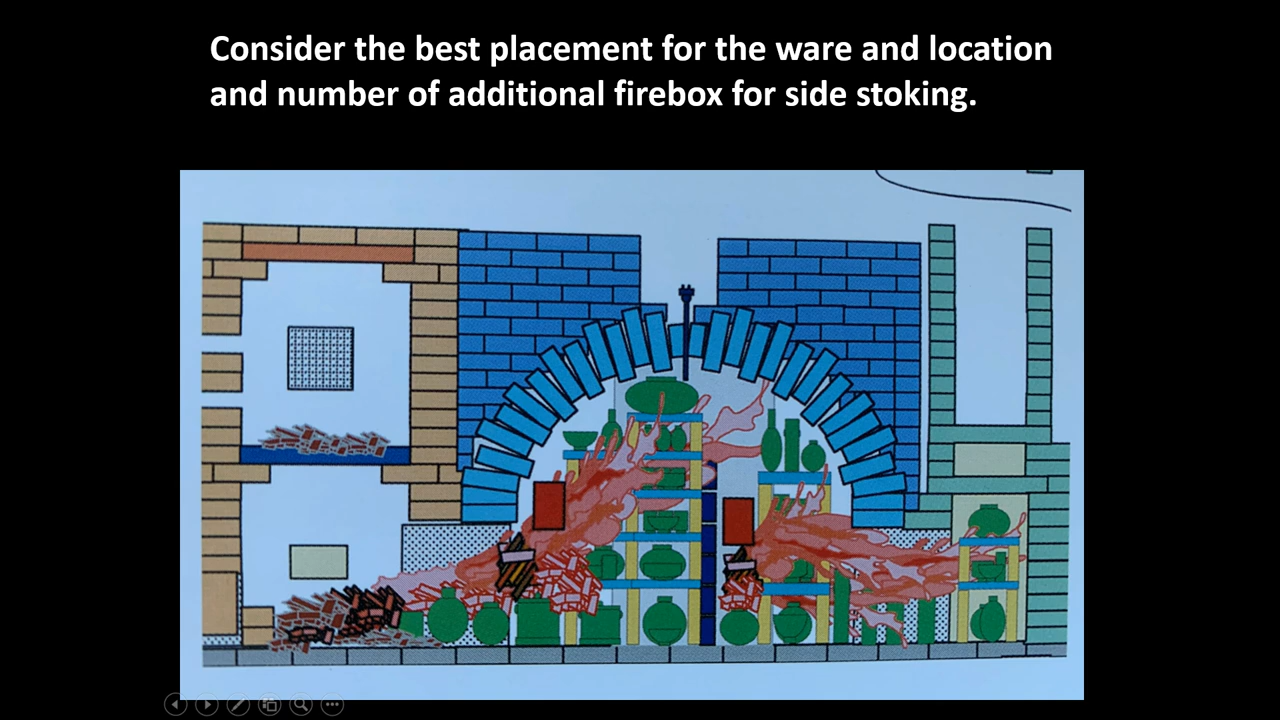 Consider the best placement for the ware and location
and number of additional firebox for side stoking.